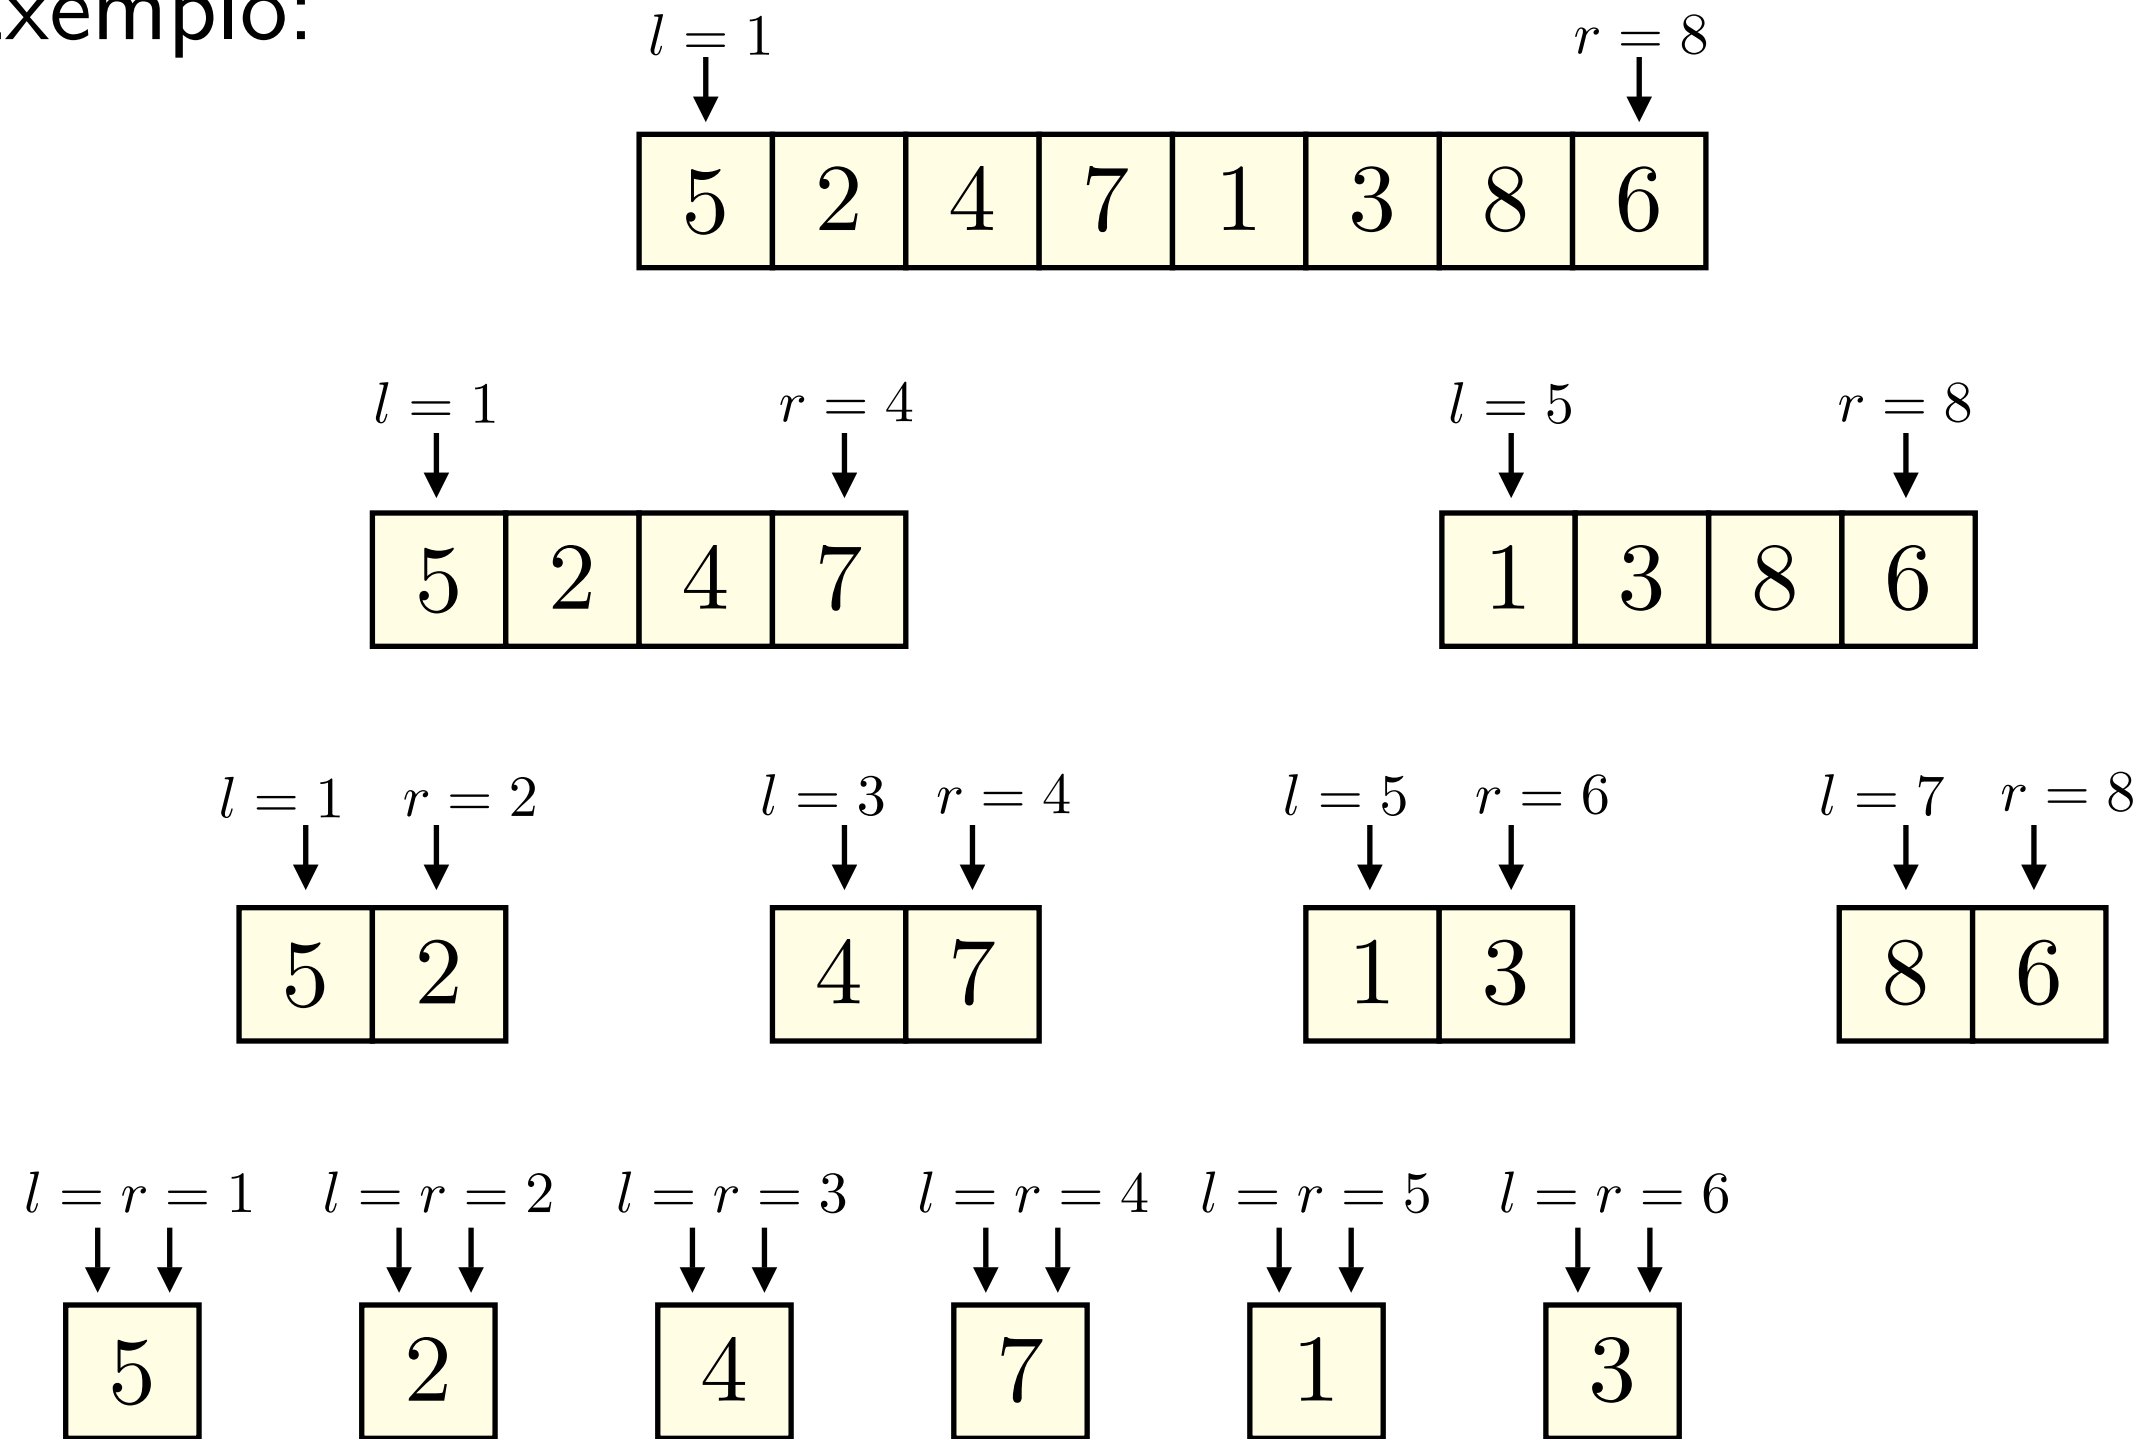 xemplo:
l = 1 r = 8
5 2 4 7 1 3 8 6
l = 1 r = 4 l = 5 r = 8
5 2 4 7 1 3 8 6
l = 1 r = 2 l = 3 r = 4 l = 5 r = 6 l = 7 r = 8
5 2 4 7 1 3 8 6
l = r = 1 l = r = 2 l = r = 3 l = r = 4 l = r = 5 l = r = 6
5 2 4 7 1 3